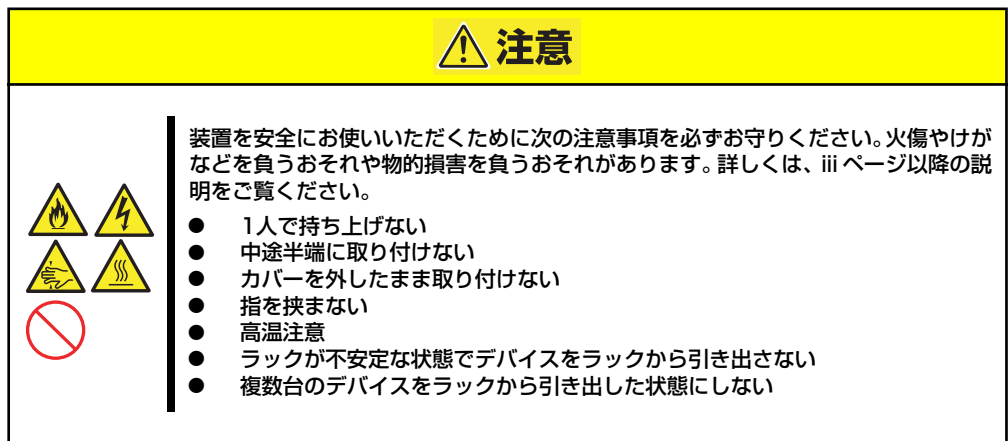 注意
装置を安全にお使いいただくために次の注意事項を必ずお守りください。火傷やけが
などを負うおそれや物的損害を負うおそれがあります。詳しくは、iii ページ以降の説
明をご覧ください。
● 1人で持ち上げない
● 中途半端に取り付けない
● カバーを外したまま取り付けない
● 指を挟まない
● 高温注意
● ラックが不安定な状態でデバイスをラックから引き出さない
● 複数台のデバイスをラックから引き出した状態にしない